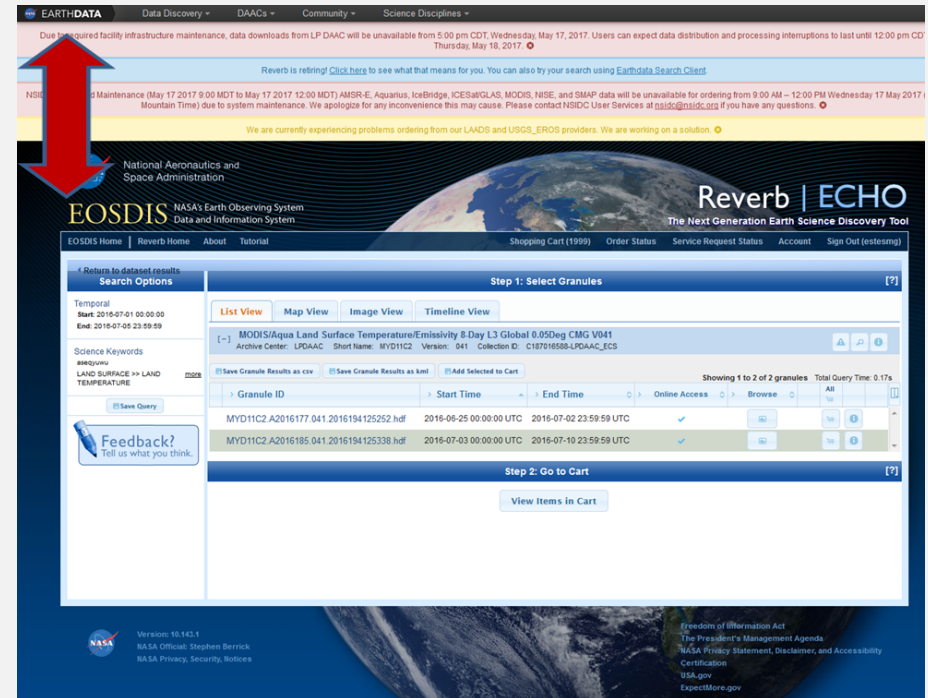 EARTHDATA Data Discovery DAACs Community Science Disciplines
Due to required facility infrastructure maintenance, data downloads from LP DAAC will be unavailable from 5:00 pm CDT, Wednesday, May 17, 2017. Users can expect data distribution and processing interruptions to last until 12:00 pm CD
Thursday, May 18, 2017.
Reverb is retiring! Click here to see what that means for you. You can also try your search using Earthdata Search Client.
NSID d Maintenance (May 17 2017 9:00 MDT to May 17 2017 12:00 MDT) AMSR-E, Aquarius, IceBridge, ICESat/GLAS, MODIS, NISE, and SMAP data will be unavailable for ordering from 9:00 AM – 12:00 PM Wednesday 17 May 2017 (
Mountain Time) due to system maintenance. We apologize for any inconvenience this may cause. Please contact NSIDC User Services at nsidc@nsidc.org if you have any questions.
We are currently experiencing problems ordering from our LAADS and USGS_EROS providers. We are working on a solution.
National Aeronautics and
Space Administration
EOSDIS NASA's Earth Observing System
Data and Information System
Reverb | ECHO
The Next Generation Earth Science Discovery Tool
EOSDIS Home Reverb Home About Tutorial Shopping Cart (1999) Order Status Service Request Status Account Sign Out (estesmg)
Return to dataset results
Search Options
Temporal
Start: 2016-07-01 00:00:00
End: 2016-07-05 23:59:59
Science Keywords
LAND SURFACE >> LAND more
TEMPERATURE
Save Query
Feedback?
Tell us what you think.
Step 1: Select Granules [?]
List View Map View Image View Timeline View
[-] MODIS/Aqua Land Surface Temperature/Emissivity 8-Day L3 Global 0.05Deg CMG V041
Archive Center: LPDAAC Short Name: MYD11C2 Version: 041 Collection ID: C187016588-LPDAAC_ECS
Save Granule Results as csv Save Granule Results as kml Add Selected to Cart
Showing 1 to 2 of 2 granules Total Query Time: 0.17s
Granule ID Start Time End Time Online Access Browse All
MYD11C2.A2016177.041.2016194125252.hdf 2016-06-25 00:00:00 UTC 2016-07-02 23:59:59 UTC
MYD11C2.A2016185.041.2016194125338.hdf 2016-07-03 00:00:00 UTC 2016-07-10 23:59:59 UTC
Step 2: Go to Cart [?]
View Items in Cart
NASA
Version: 10.143.1
NASA Official: Stephen Berrick
NASA Privacy, Security, Notices
Freedom of Information Act
The President's Management Agenda
NASA Privacy Statement, Disclaimer, and Accessibility
Certification
USA.gov
ExpectMore.gov